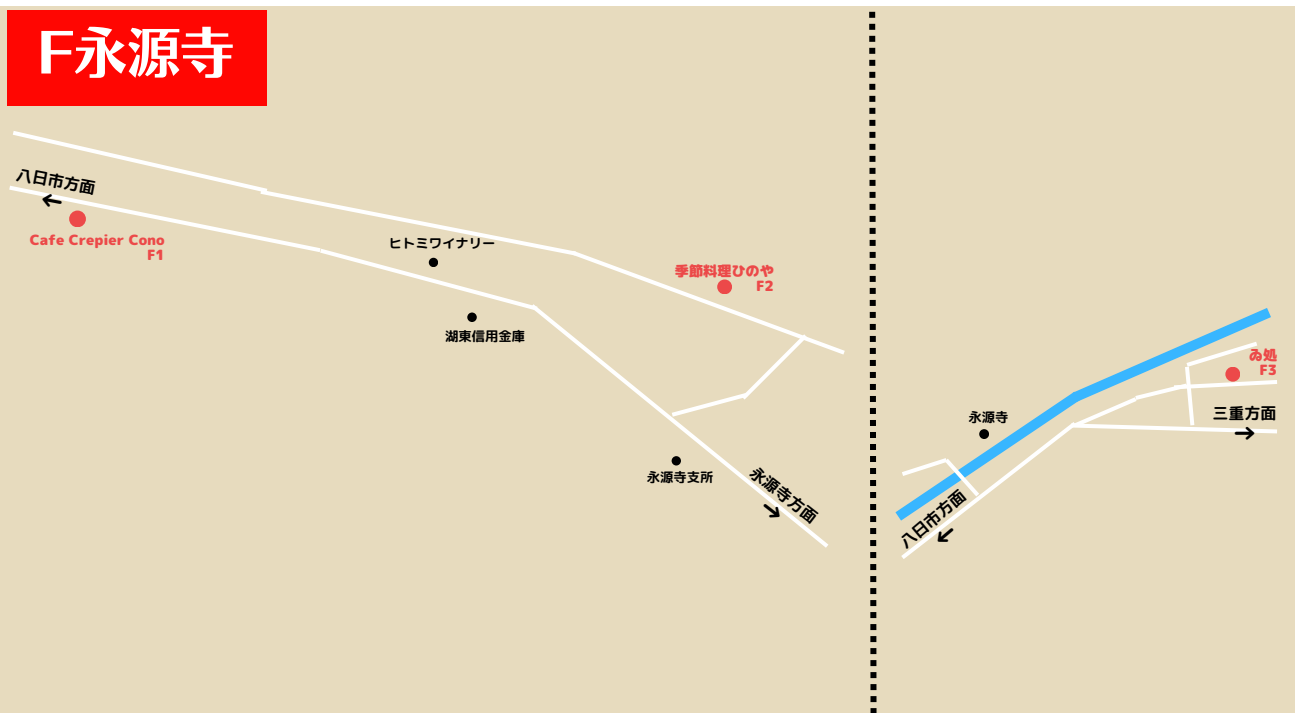 F永源寺
八日市方面
Cafe Crepier Cono
F1
ヒトミワイナリー
湖東信用金庫
季節料理ひのや
F2
永源寺支所
永源寺方面
ゐ処
F3
三重方面
永源寺
八日市方面